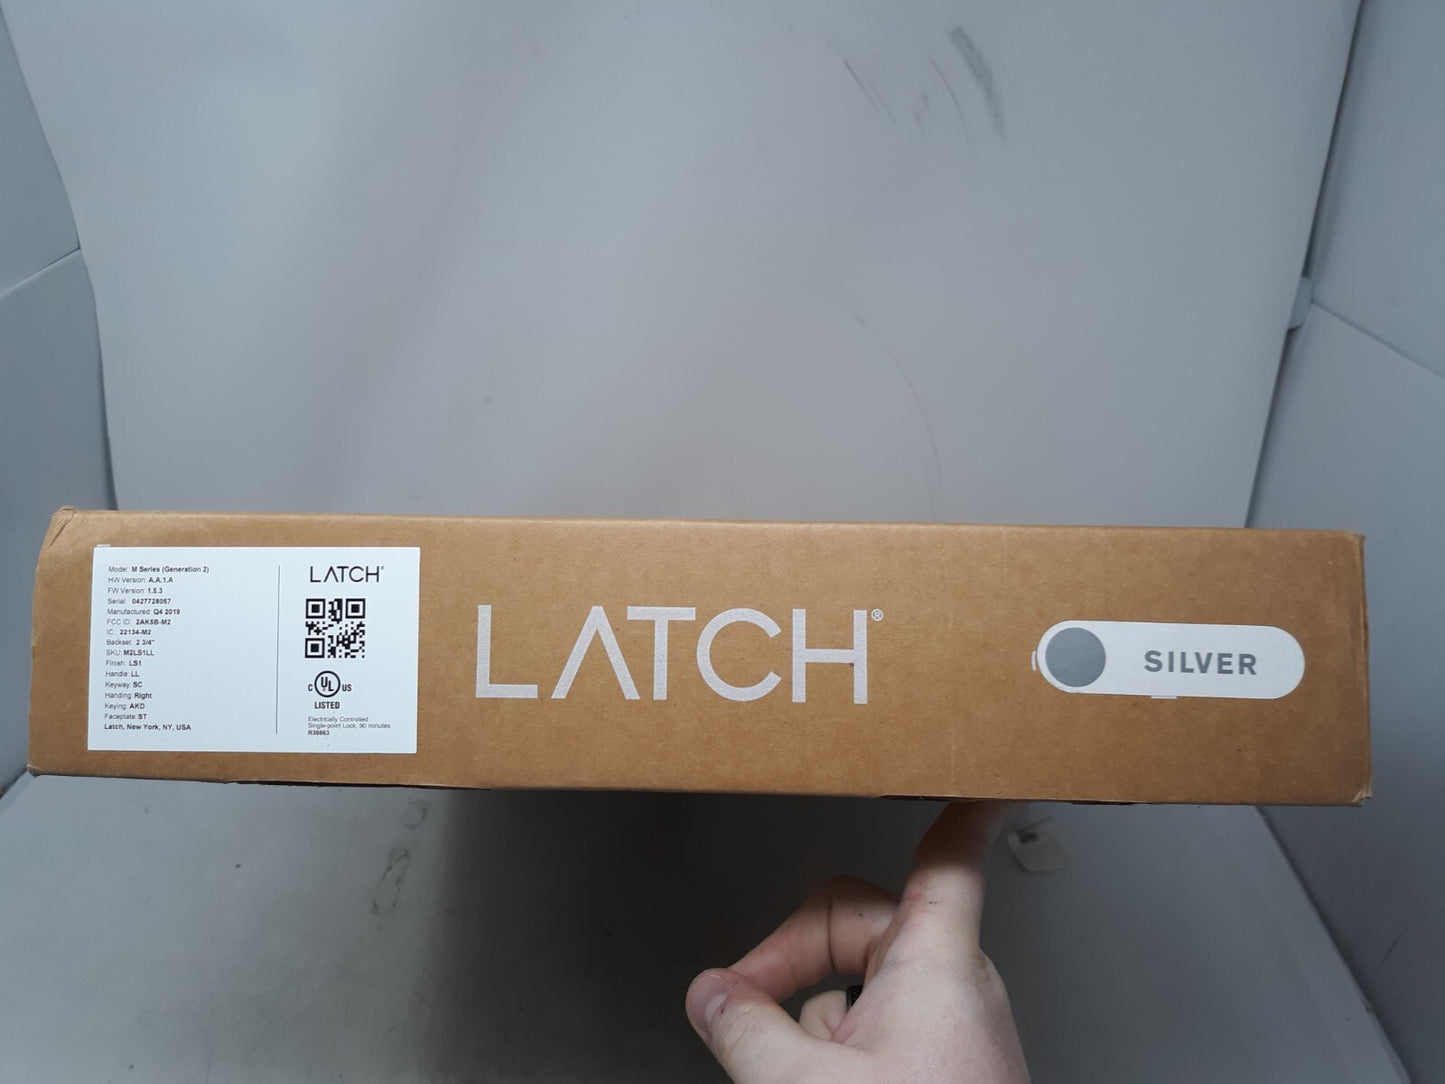 Model: M Series (Generation 2)
HW Version: A.A.1.A
FW Version: 1.5.3
Serial: 0427728057
Manufactured: Q4 2019
FCC ID: 2AK5B-M2
IC: 22134-M2
Backset: 2 3/4"
SKU: M2LS1LL
Finish: LS1
Handle: LL
Keyway: SC
Handing: Right
Keying: AKD
Faceplate: ST
Latch, New York, NY, USA
LATCH®
C UL US
LISTED
Electrically Controlled
Single-point Lock, 90 minutes
R38863
LATCH®
SILVER